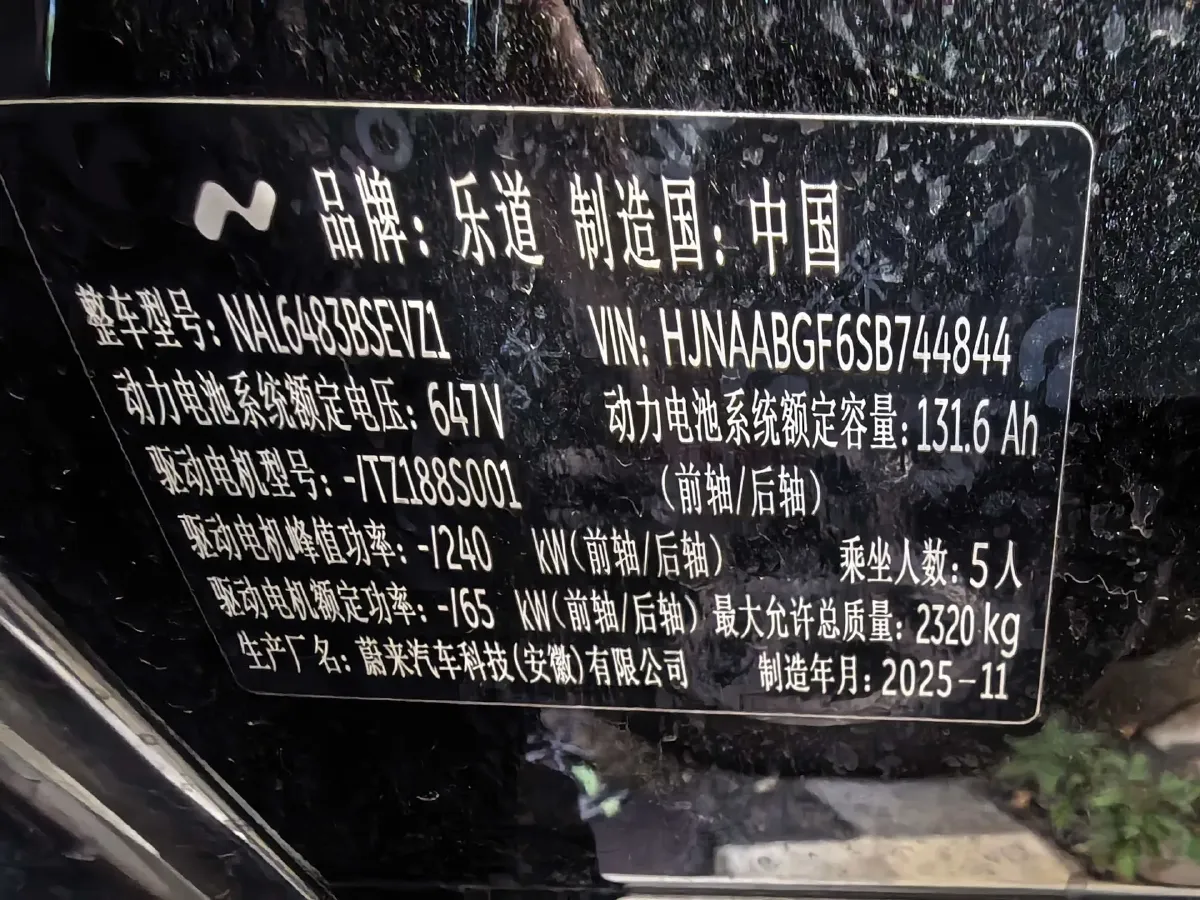 品牌：乐道 制造国：中国
整车型号：NAL6483BSEVZ1 VIN：HJNAABGF6SB744844
动力电池系统额定电压：647V 动力电池系统额定容量：131.6 Ah
驱动电机型号：-/TZ188S001 （前轴/后轴）
驱动电机峰值功率：-/240 kW（前轴/后轴） 乘坐人数：5人
驱动电机额定功率：-/65 kW（前轴/后轴） 最大允许总质量：2320 kg
生产厂名：蔚来汽车科技(安徽)有限公司 制造年月：2025-11